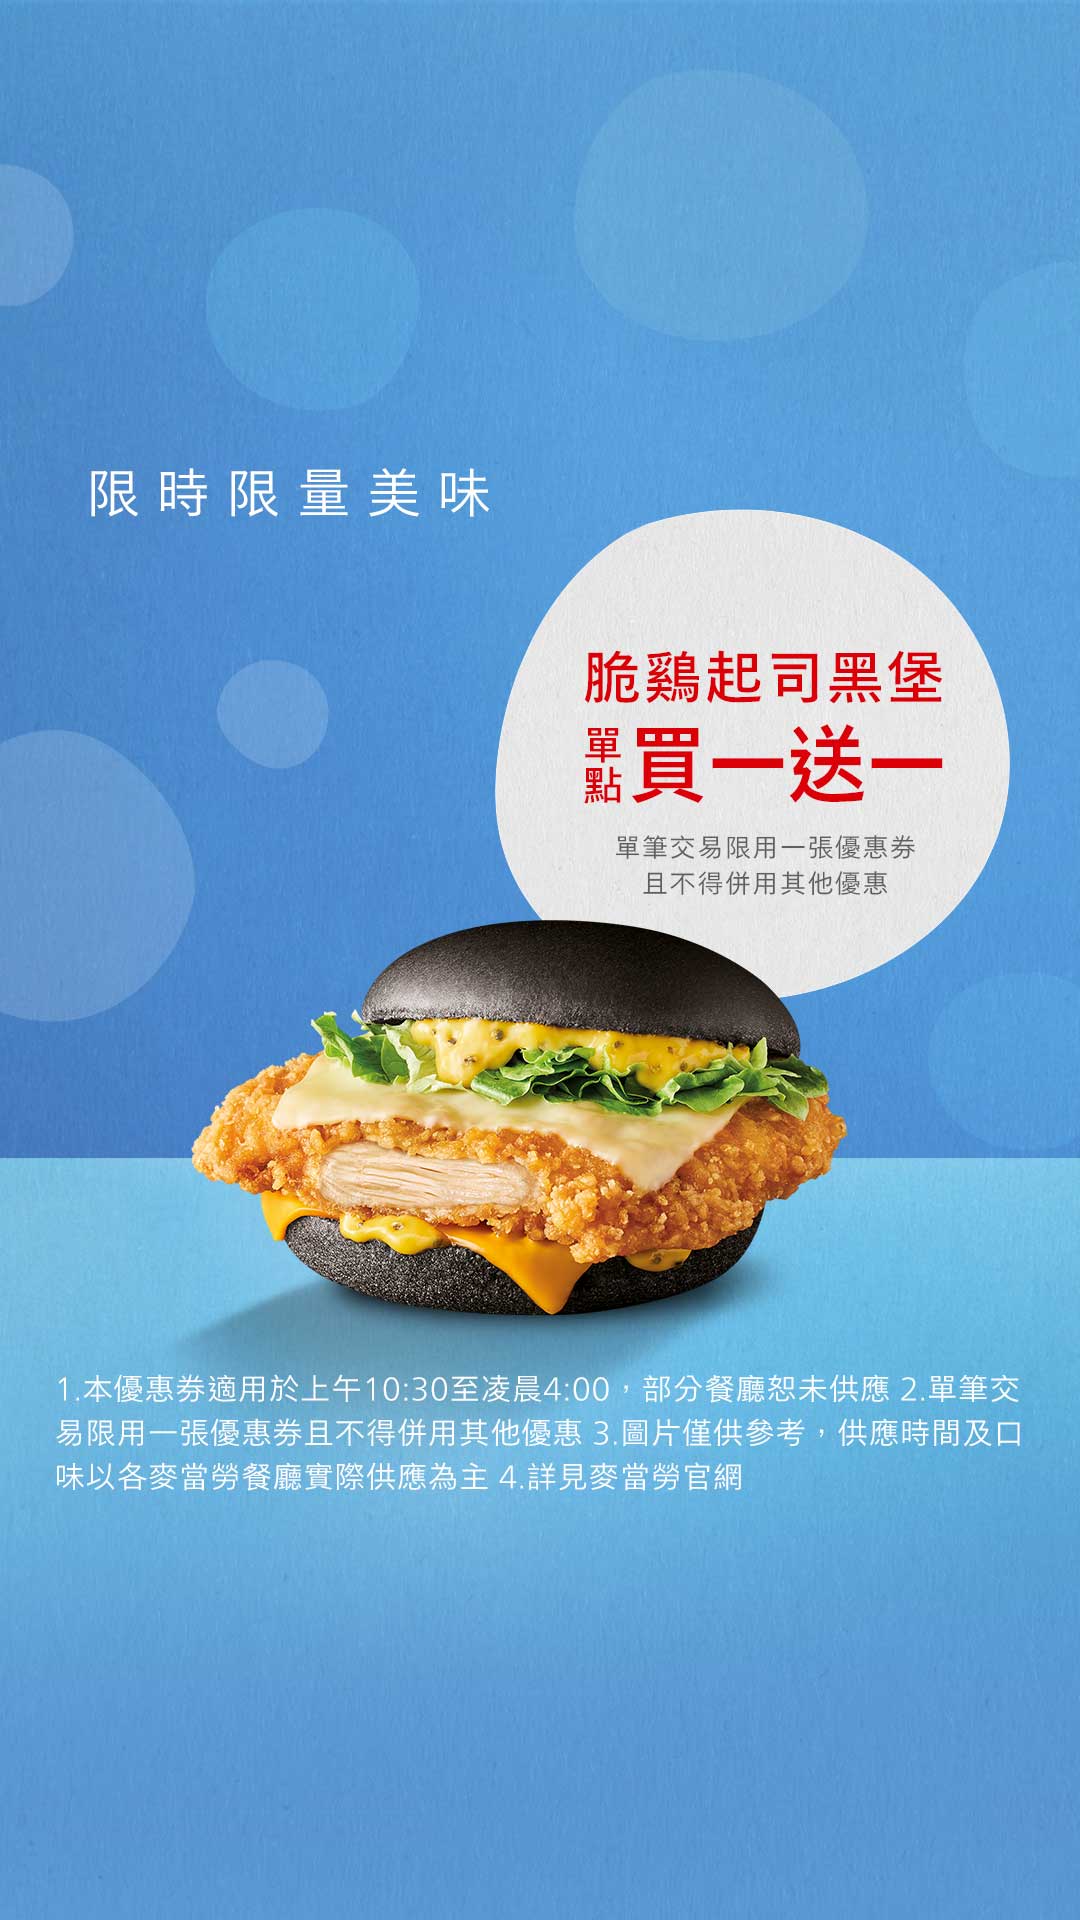 限時限量美味
脆鷄起司黑堡
單點買一送一
單筆交易限用一張優惠券
且不得併用其他優惠
1.本優惠券適用於上午10:30至凌晨4:00，部分餐廳恕未供應 2.單筆交
易限用一張優惠券且不得併用其他優惠 3.圖片僅供參考，供應時間及口
味以各麥當勞餐廳實際供應為主 4.詳見麥當勞官網